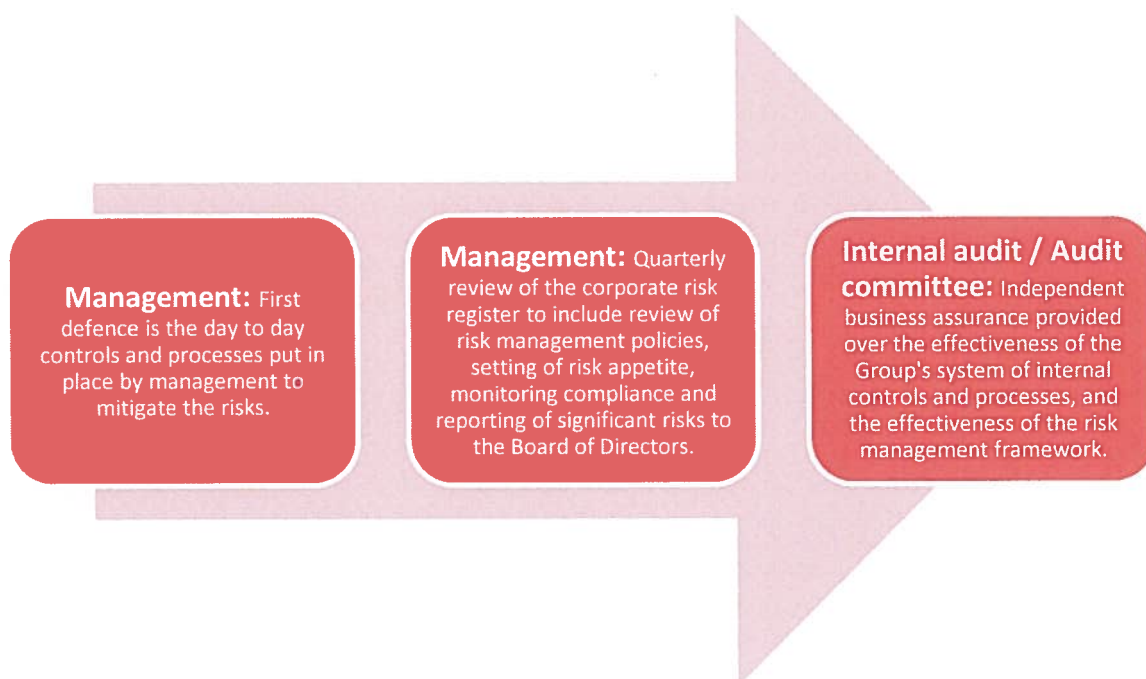 Management: First
defence is the day to day
controls and processes put in
place by management to
mitigate the risks.
Management: Quarterly
review of the corporate risk
register to include review of
risk management policies,
setting of risk appetite,
monitoring compliance and
reporting of significant risks to
the Board of Directors.
Internal audit / Audit
committee: Independent
business assurance provided
over the effectiveness of the
Group's system of internal
controls and processes, and
the effectiveness of the risk
management framework.